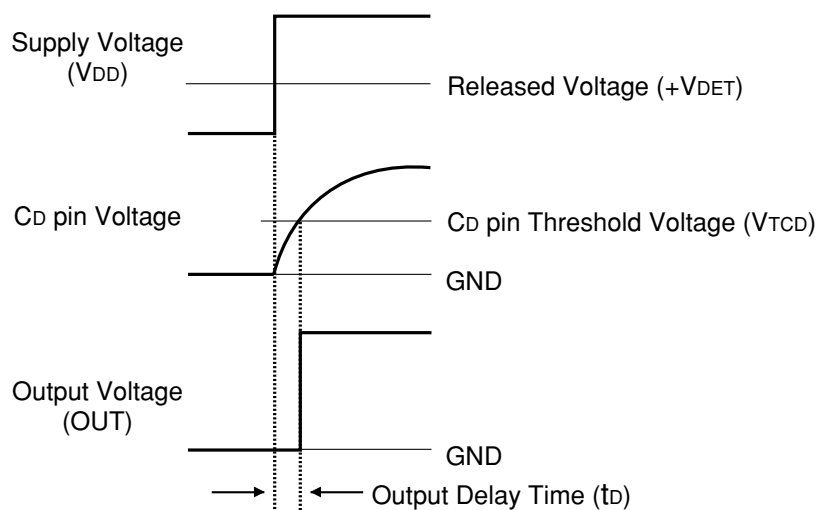 Supply Voltage
(VDD)
Released Voltage (+VDET)
CD pin Voltage
CD pin Threshold Voltage (VTCD)
GND
Output Voltage
(OUT)
GND
Output Delay Time (tD)